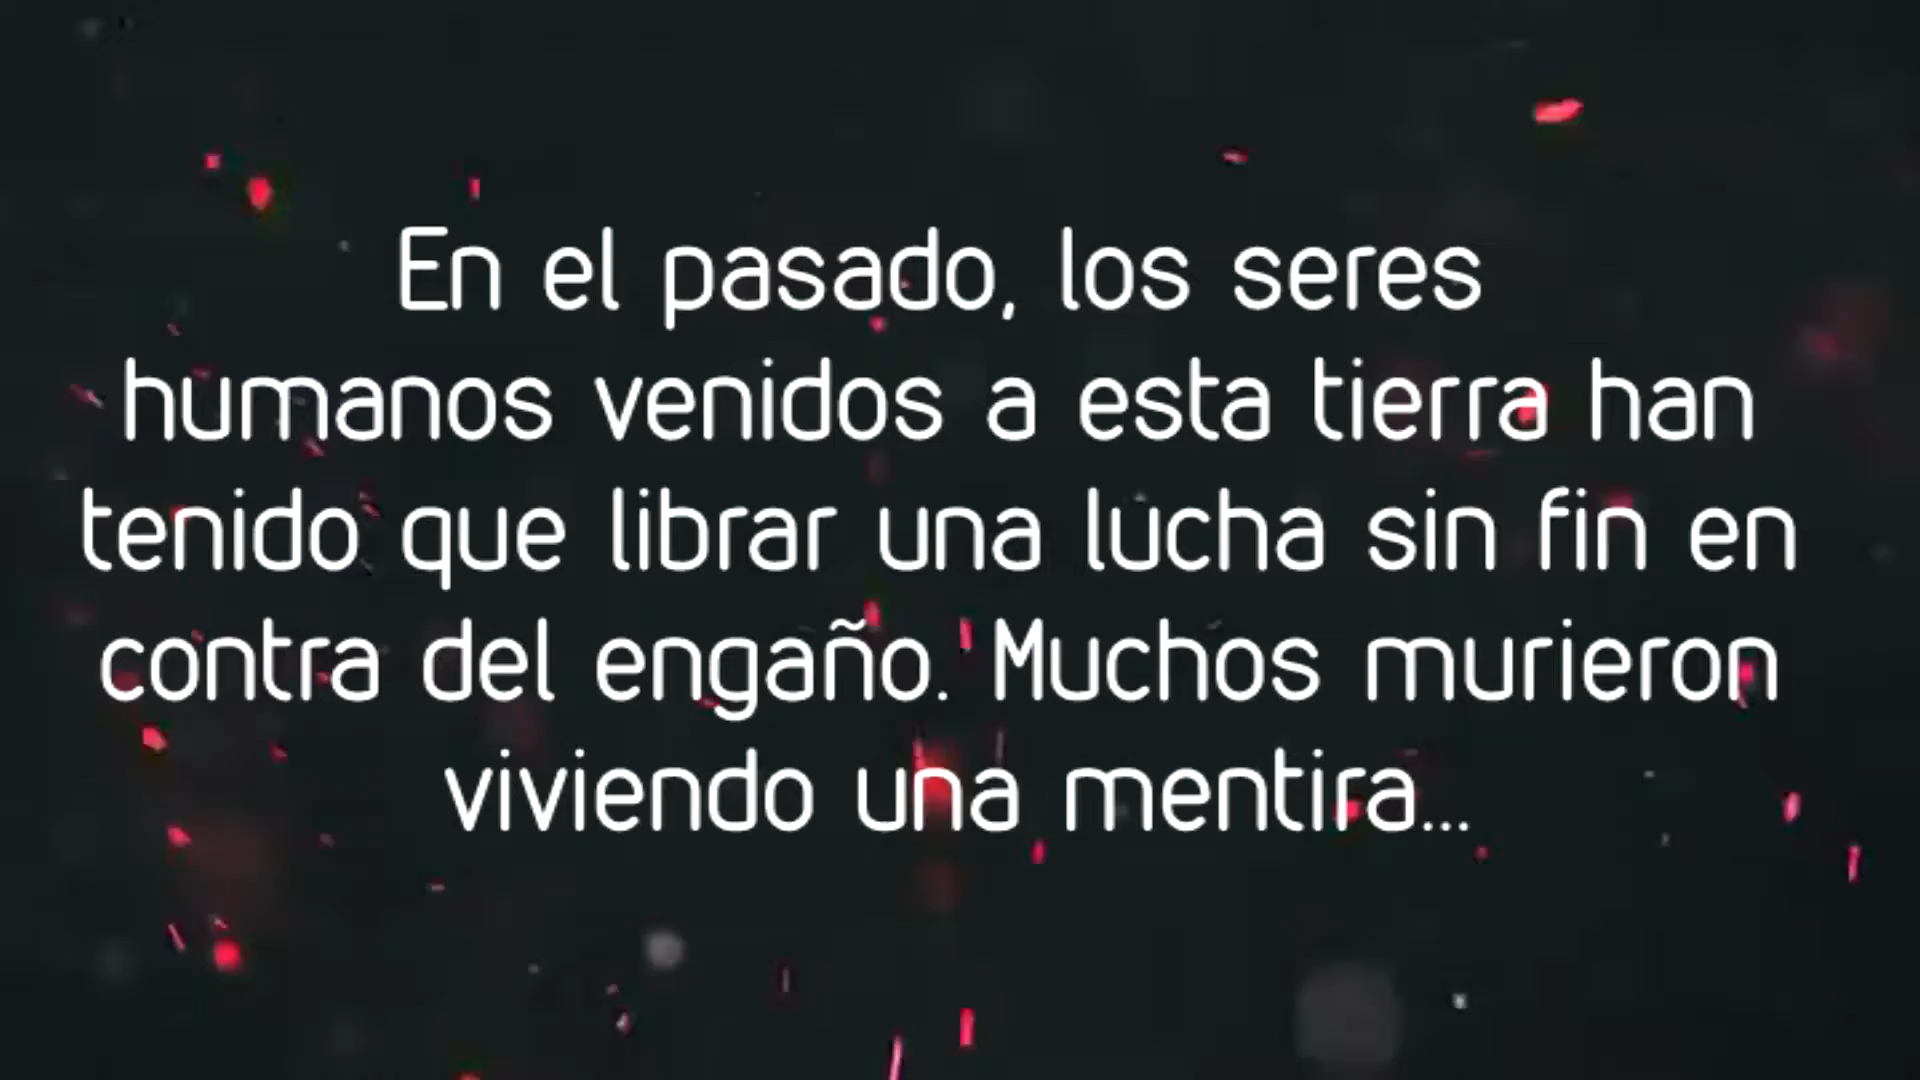 En el pasado, los seres
humanos venidos a esta tierra han
tenido que librar una lucha sin fin en
contra del engaño. Muchos murieron
viviendo una mentira...